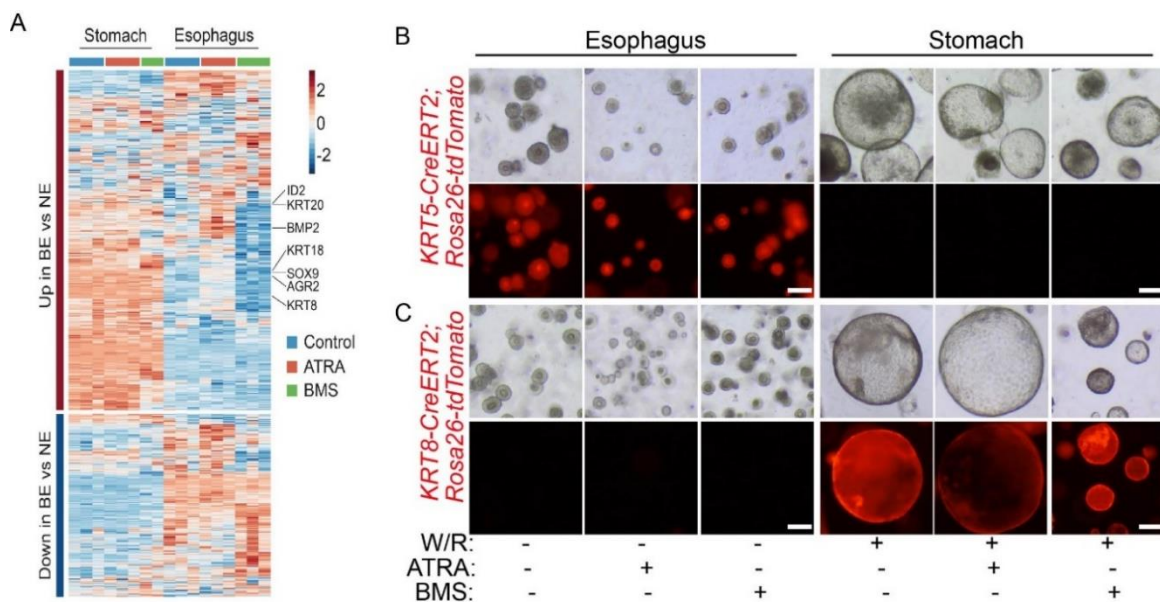 A
Stomach Esophagus
2
0
-2
ID2
KRT20
BMP2
KRT18
SOX9
AGR2
KRT8
Control
ATRA
BMS
Up in BE vs NE
Down in BE vs NE
B
Esophagus Stomach
KRT5-CreERT2;
Rosa26-tdTomato
C
KRT8-CreERT2;
Rosa26-tdTomato
W/R: - - - + + +
ATRA: - + - - + -
BMS: - - + - - +